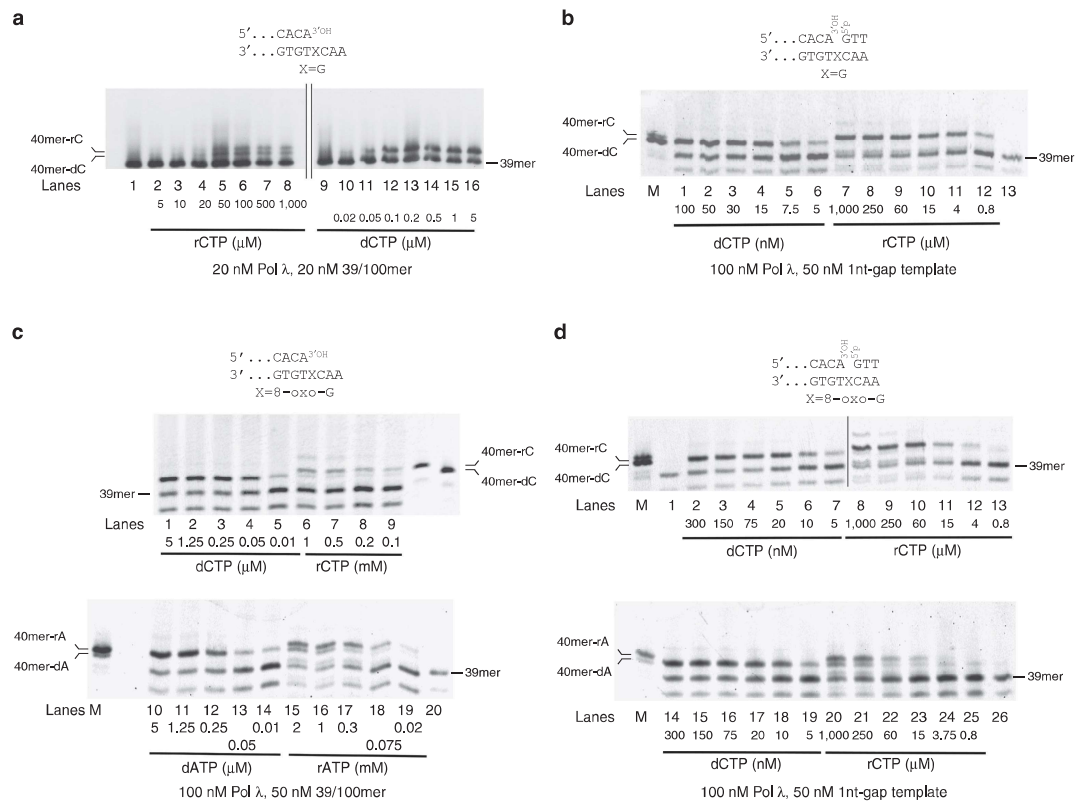 a
5′...CACA3′OH
3′...GTGTXCAA
X=G
40mer-rC
40mer-dC
39mer
Lanes 1 2 3 4 5 6 7 8 9 10 11 12 13 14 15 16
5 10 20 50 100 500 1,000 0.02 0.05 0.1 0.2 0.5 1 5
rCTP (μM) dCTP (μM)
20 nM Pol λ, 20 nM 39/100mer
b
3′OH 5′p
5′...CACA GTT
3′...GTGTXCAA
X=G
40mer-rC
40mer-dC
39mer
Lanes M 1 2 3 4 5 6 7 8 9 10 11 12 13
100 50 30 15 7.5 5 1,000 250 60 15 4 0.8
dCTP (nM) rCTP (μM)
100 nM Pol λ, 50 nM 1nt-gap template
c
5′...CACA3′OH
3′...GTGTXCAA
X=8-oxo-G
40mer-rC
40mer-dC
39mer
Lanes 1 2 3 4 5 6 7 8 9
5 1.25 0.25 0.05 0.01 1 0.5 0.2 0.1
dCTP (μM) rCTP (mM)
40mer-rA
40mer-dA
39mer
Lanes M 10 11 12 13 14 15 16 17 18 19 20
5 1.25 0.25 0.01 2 1 0.3 0.02
0.05 0.075
dATP (μM) rATP (mM)
100 nM Pol λ, 50 nM 39/100mer
d
3′OH 5′p
5′...CACA GTT
3′...GTGTXCAA
X=8-oxo-G
40mer-rC
40mer-dC
39mer
Lanes M 1 2 3 4 5 6 7 8 9 10 11 12 13
300 150 75 20 10 5 1,000 250 60 15 4 0.8
dCTP (nM) rCTP (μM)
40mer-rA
40mer-dA
39mer
Lanes M 14 15 16 17 18 19 20 21 22 23 24 25 26
300 150 75 20 10 5 1,000 250 60 15 3.75 0.8
dCTP (nM) rCTP (μM)
100 nM Pol λ, 50 nM 1nt-gap template